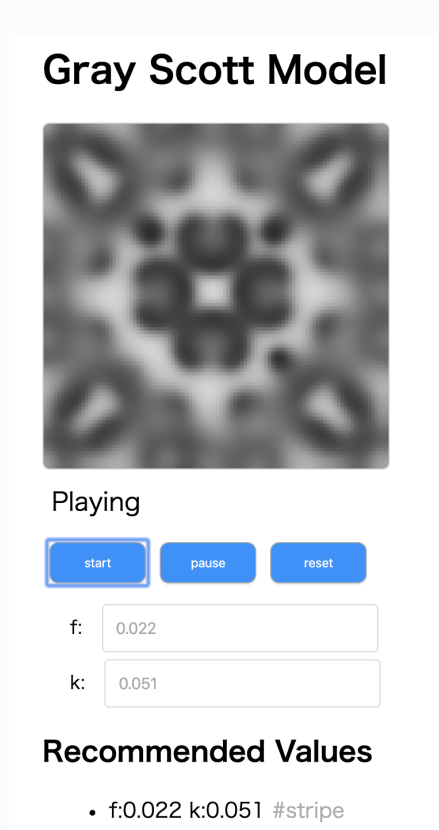 Gray Scott Model
Playing
start pause reset
f: 0.022
k: 0.051
Recommended Values
• f:0.022 k:0.051 #stripe